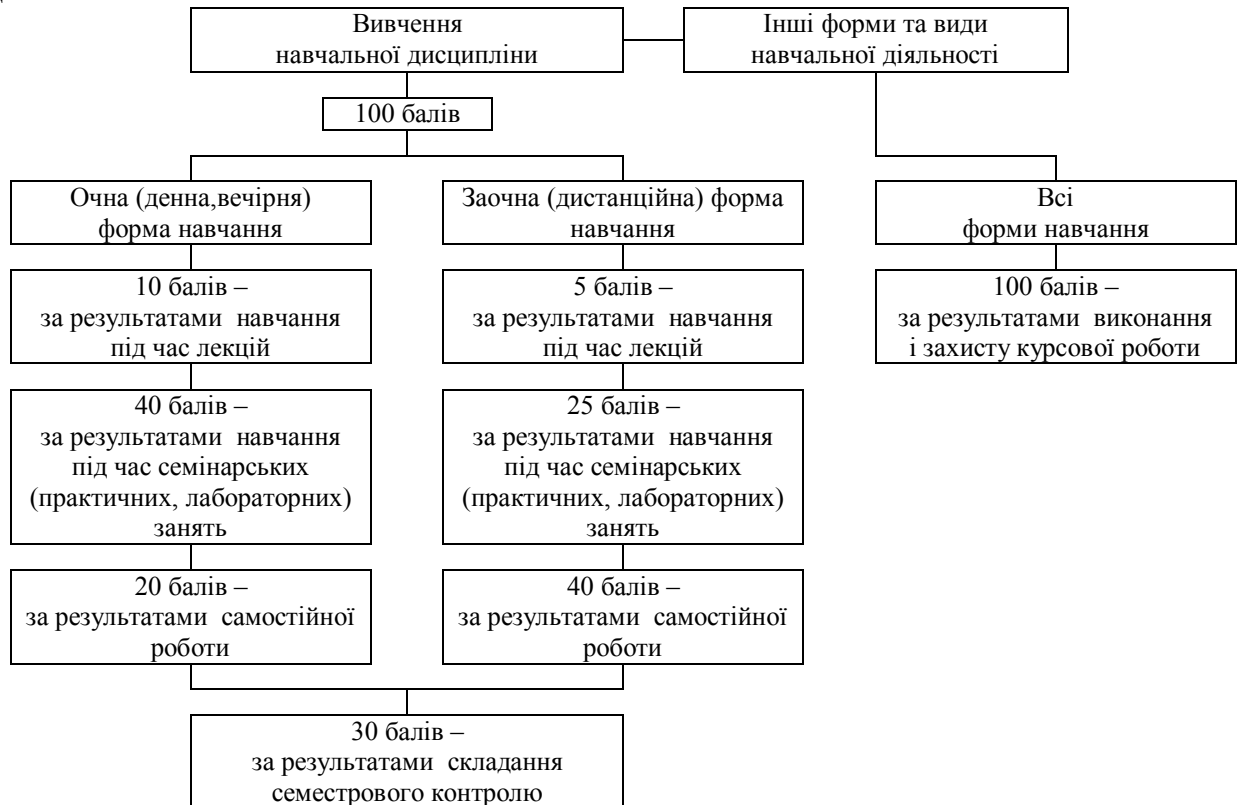 Вивчення
навчальної дисципліни
Інші форми та види
навчальної діяльності
100 балів
Очна (денна,вечірня)
форма навчання
Заочна (дистанційна) форма
навчання
Всі
форми навчання
10 балів –
за результатами навчання
під час лекцій
5 балів –
за результатами навчання
під час лекцій
100 балів –
за результатами виконання
і захисту курсової роботи
40 балів –
за результатами навчання
під час семінарських
(практичних, лабораторних)
занять
25 балів –
за результатами навчання
під час семінарських
(практичних, лабораторних)
занять
20 балів –
за результатами самостійної
роботи
40 балів –
за результатами самостійної
роботи
30 балів –
за результатами складання
семестрового контролю